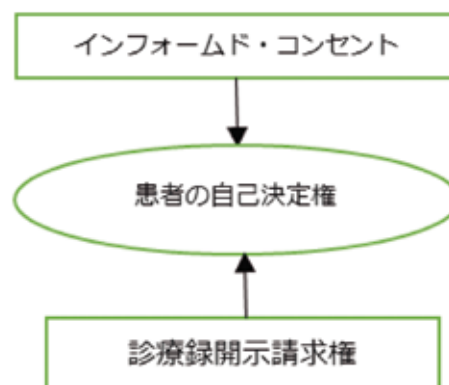 インフォームド・コンセント
患者の自己決定権
診療録開示請求権